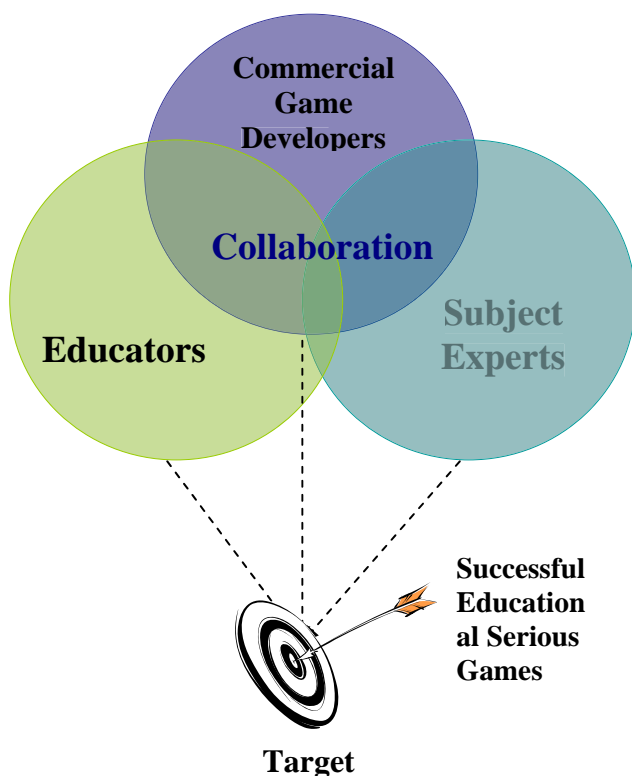 Commercial
Game
Developers
Collaboration
Educators
Subject
Experts
Successful
Education
al Serious
Games
Target